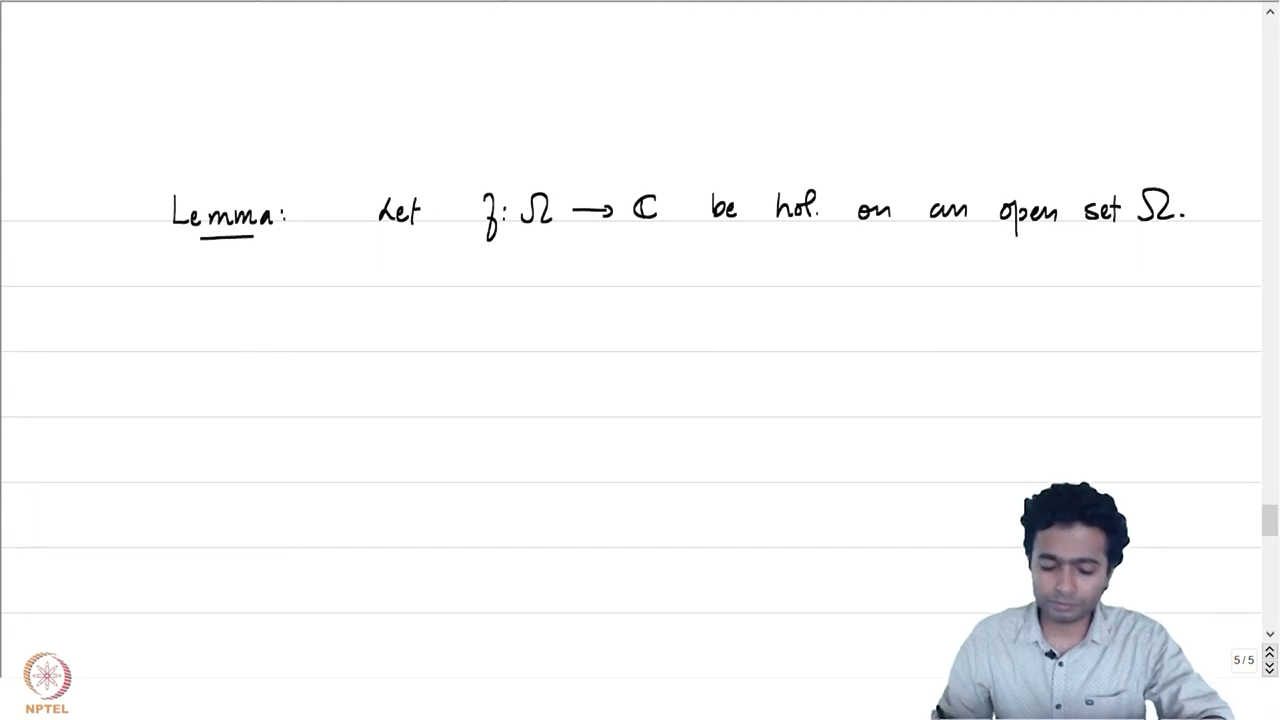 Lemma: Let f: Ω → ℂ be hol. on an open set Ω.
5 / 5
NPTEL